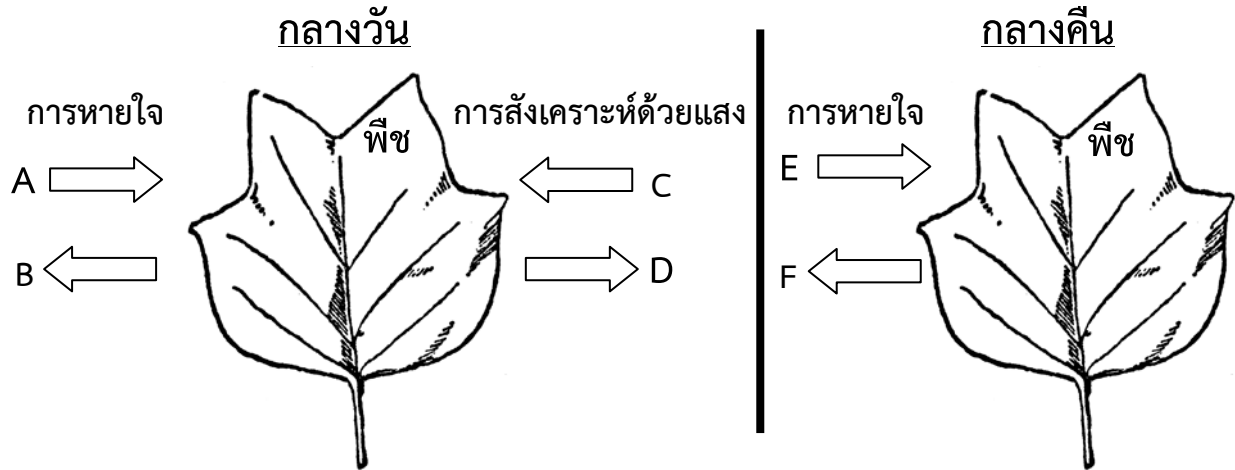 กลางวัน
การหายใจ
การสังเคราะห์ด้วยแสง
พืช
A
C
B
D
กลางคืน
การหายใจ
พืช
E
F